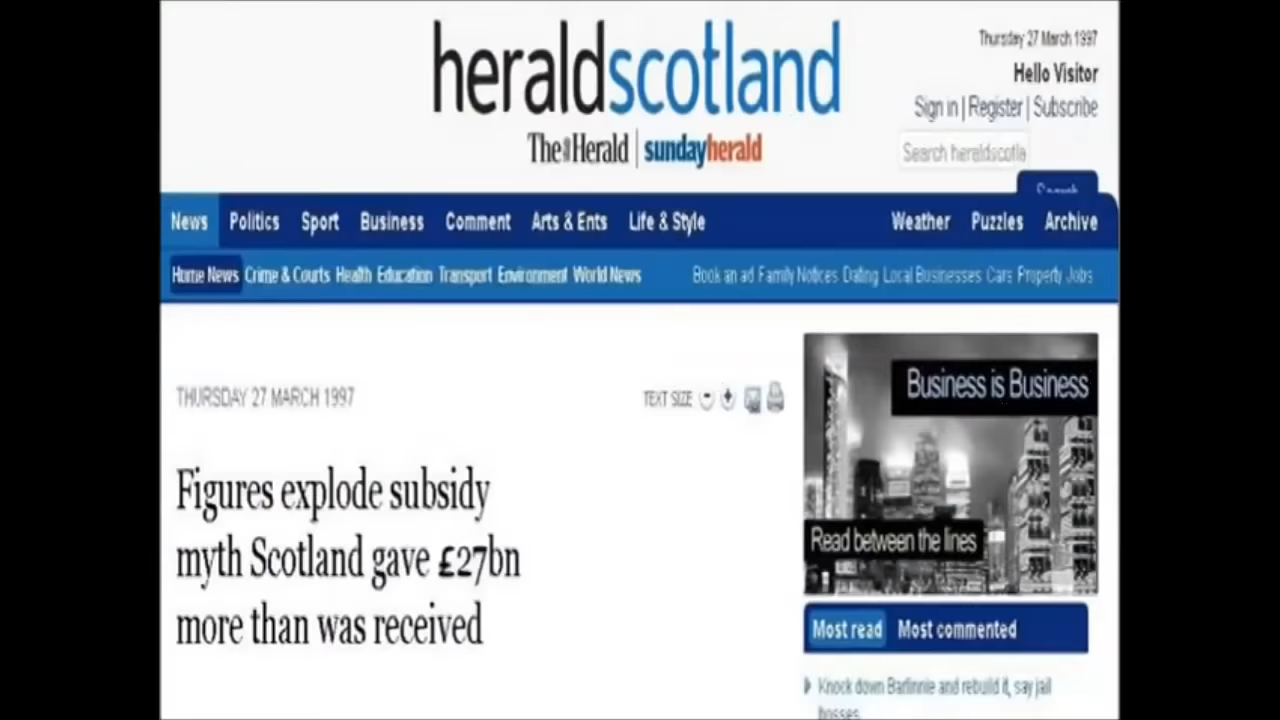 heraldscotland
Thursday 27 March 1997
Hello Visitor
Sign in | Register | Subscribe
The Herald | sundayherald
Search heraldscotla
Search
News Politics Sport Business Comment Arts & Ents Life & Style Weather Puzzles Archive
Home News Crime & Courts Health Education Transport Environment World News Book an ad Family Notices Dating Local Businesses Cars Property Jobs
THURSDAY 27 MARCH 1997
TEXT SIZE - +
Business is Business
Figures explode subsidy
myth Scotland gave £27bn
more than was received
Read between the lines
Most read Most commented
Knock down Barlinnie and rebuild it, say jail
bosses